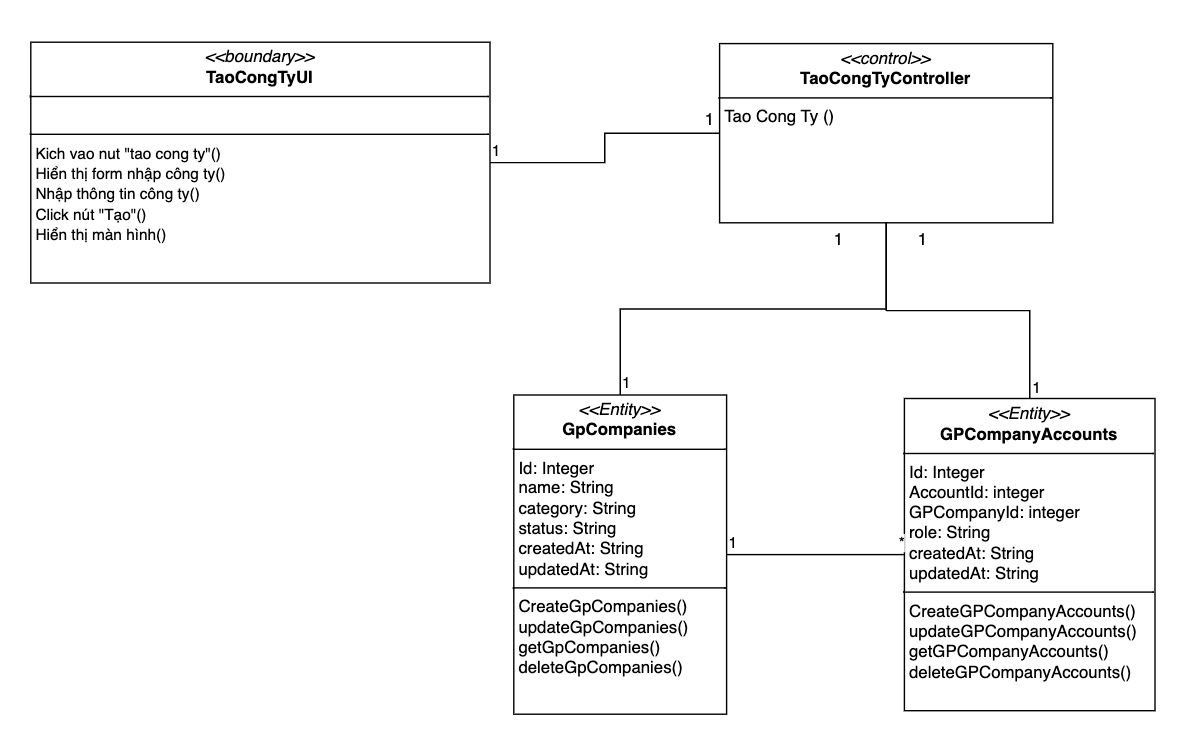 <<boundary>>
TaoCongTyUI
Kich vao nut "tao cong ty"()
Hiển thị form nhập công ty()
Nhập thông tin công ty()
Click nút "Tạo"()
Hiển thị màn hình()
1
1
<<control>>
TaoCongTyController
Tao Cong Ty ()
1
1
1
1
<<Entity>>
GpCompanies
Id: Integer
name: String
category: String
status: String
createdAt: String
updatedAt: String
CreateGpCompanies()
updateGpCompanies()
getGpCompanies()
deleteGpCompanies()
1
*
<<Entity>>
GPCompanyAccounts
Id: Integer
AccountId: integer
GPCompanyId: integer
role: String
createdAt: String
updatedAt: String
CreateGPCompanyAccounts()
updateGPCompanyAccounts()
getGPCompanyAccounts()
deleteGPCompanyAccounts()